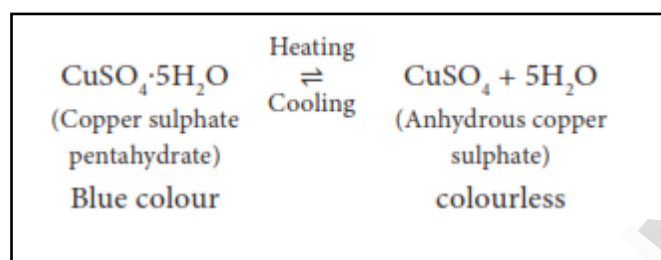 Heating
CuSO₄·5H₂O ⇌ CuSO₄ + 5H₂O
Cooling
(Copper sulphate (Anhydrous copper
pentahydrate) sulphate)
Blue colour colourless